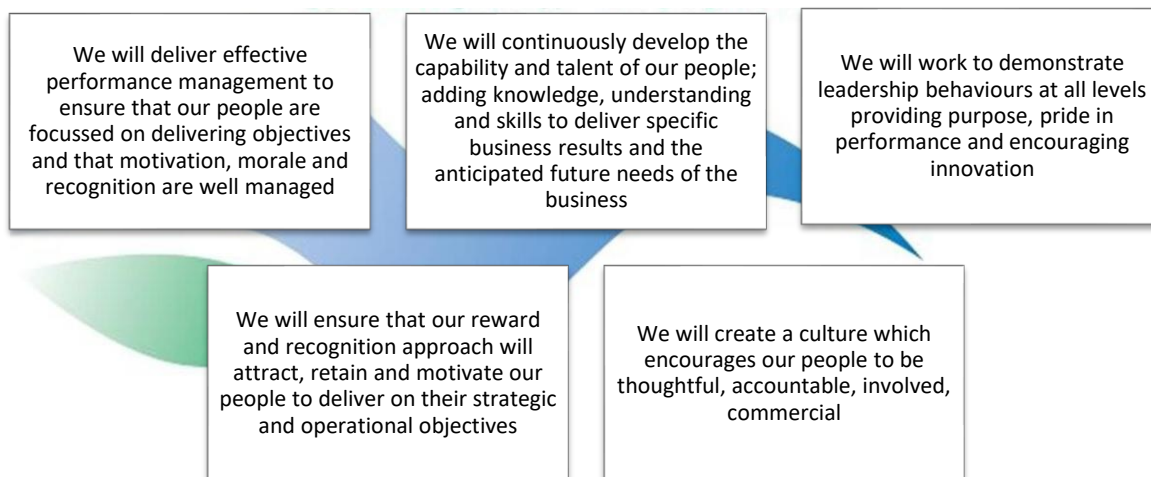 We will deliver effective
performance management to
ensure that our people are
focussed on delivering objectives
and that motivation, morale and
recognition are well managed
We will continuously develop the
capability and talent of our people;
adding knowledge, understanding
and skills to deliver specific
business results and the
anticipated future needs of the
business
We will work to demonstrate
leadership behaviours at all levels
providing purpose, pride in
performance and encouraging
innovation
We will ensure that our reward
and recognition approach will
attract, retain and motivate our
people to deliver on their strategic
and operational objectives
We will create a culture which
encourages our people to be
thoughtful, accountable, involved,
commercial